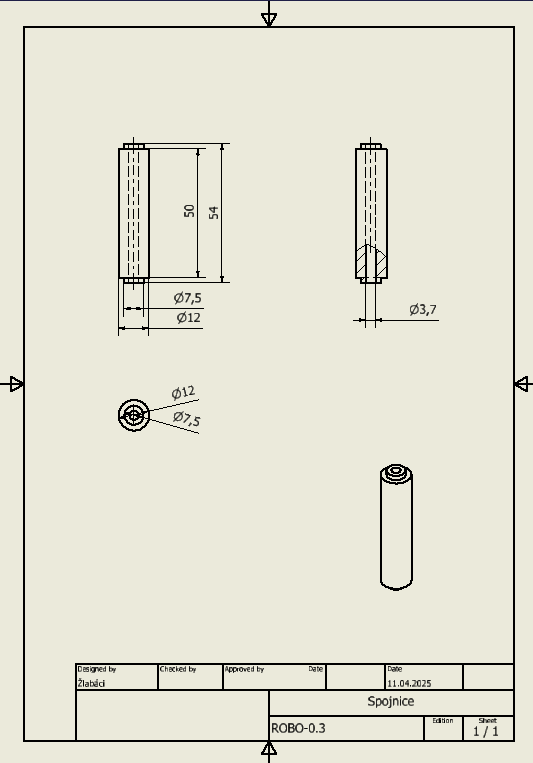 50
54
Ø7,5
Ø12
Ø3,7
Ø12
Ø7,5
Designed by
Checked by
Approved by
Date
Date
Žlabáci
11.04.2025
Spojnice
ROBO-0.3
Edition
Sheet
1 / 1